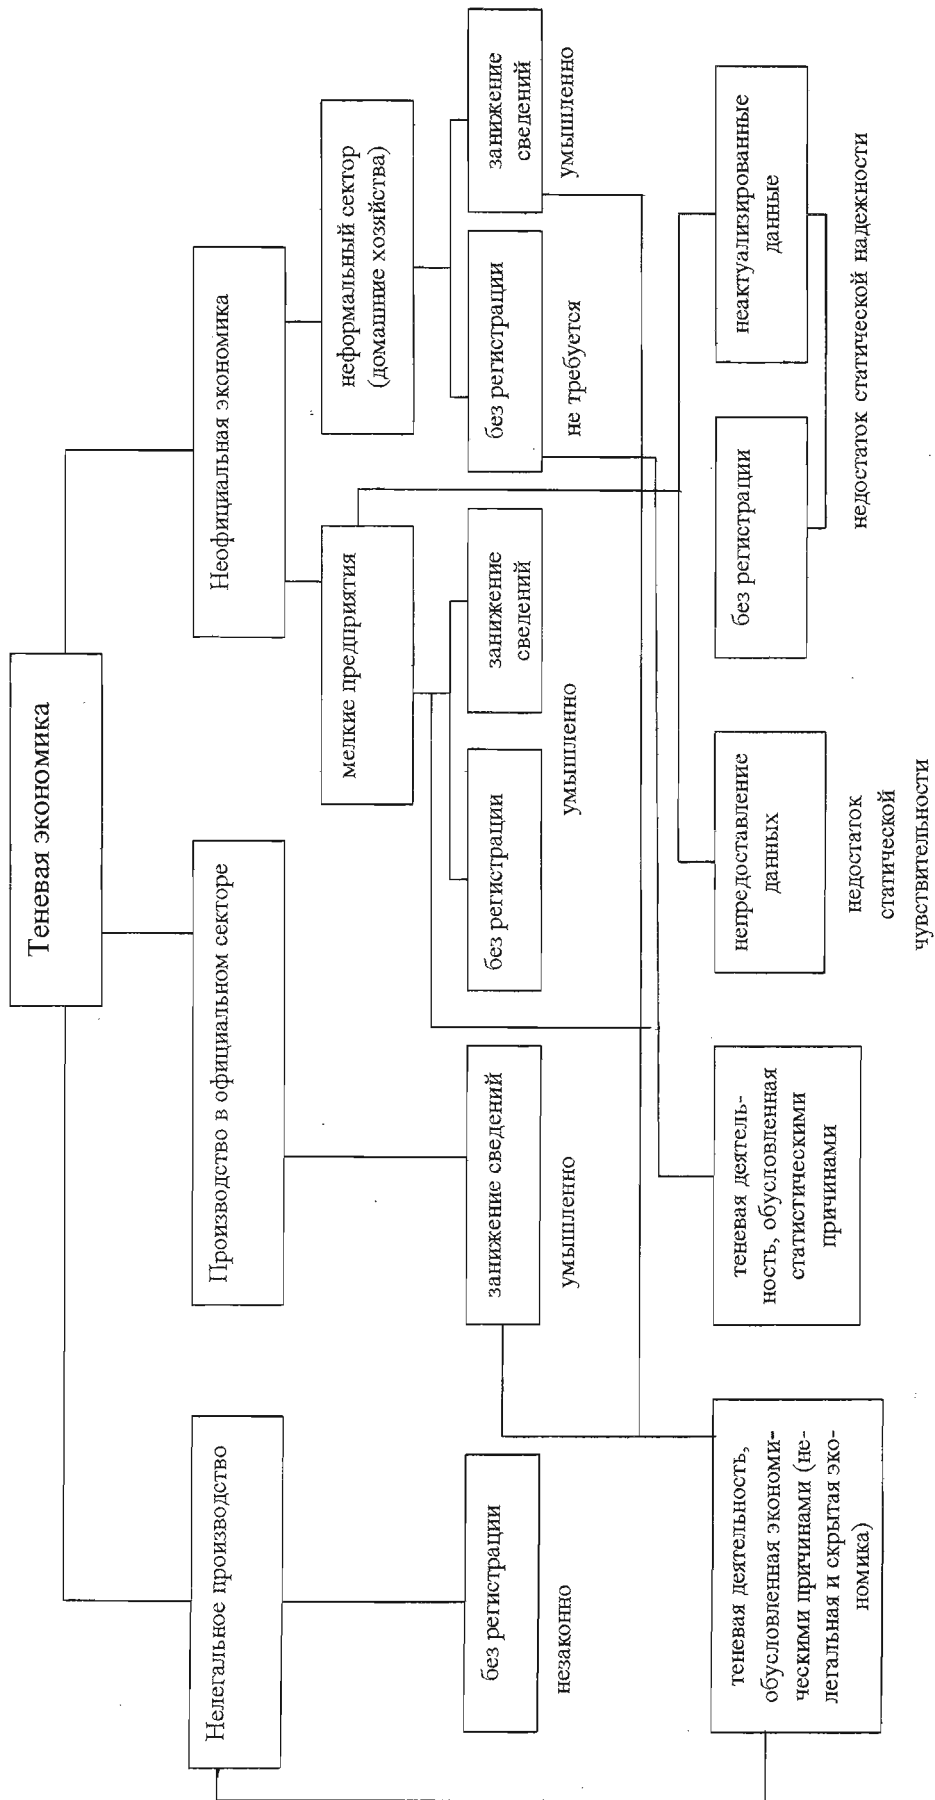 Теневая экономика
Нелегальное производство
Производство в официальном секторе
Неофициальная экономика
мелкие предприятия
неформальный сектор
(домашние хозяйства)
без регистрации
незаконно
занижение сведений
умышленно
без регистрации
занижение
сведений
умышленно
без регистрации
не требуется
занижение
сведений
умышленно
теневая деятельность,
обусловленная экономи-
ческими причинами (не-
легальная и скрытая эко-
номика)
теневая деятель-
ность, обусловленная
статистическими
причинами
непредоставление
данных
недостаток
статической
чувствительности
без регистрации
неактуализированные
данные
недостаток статической надежности